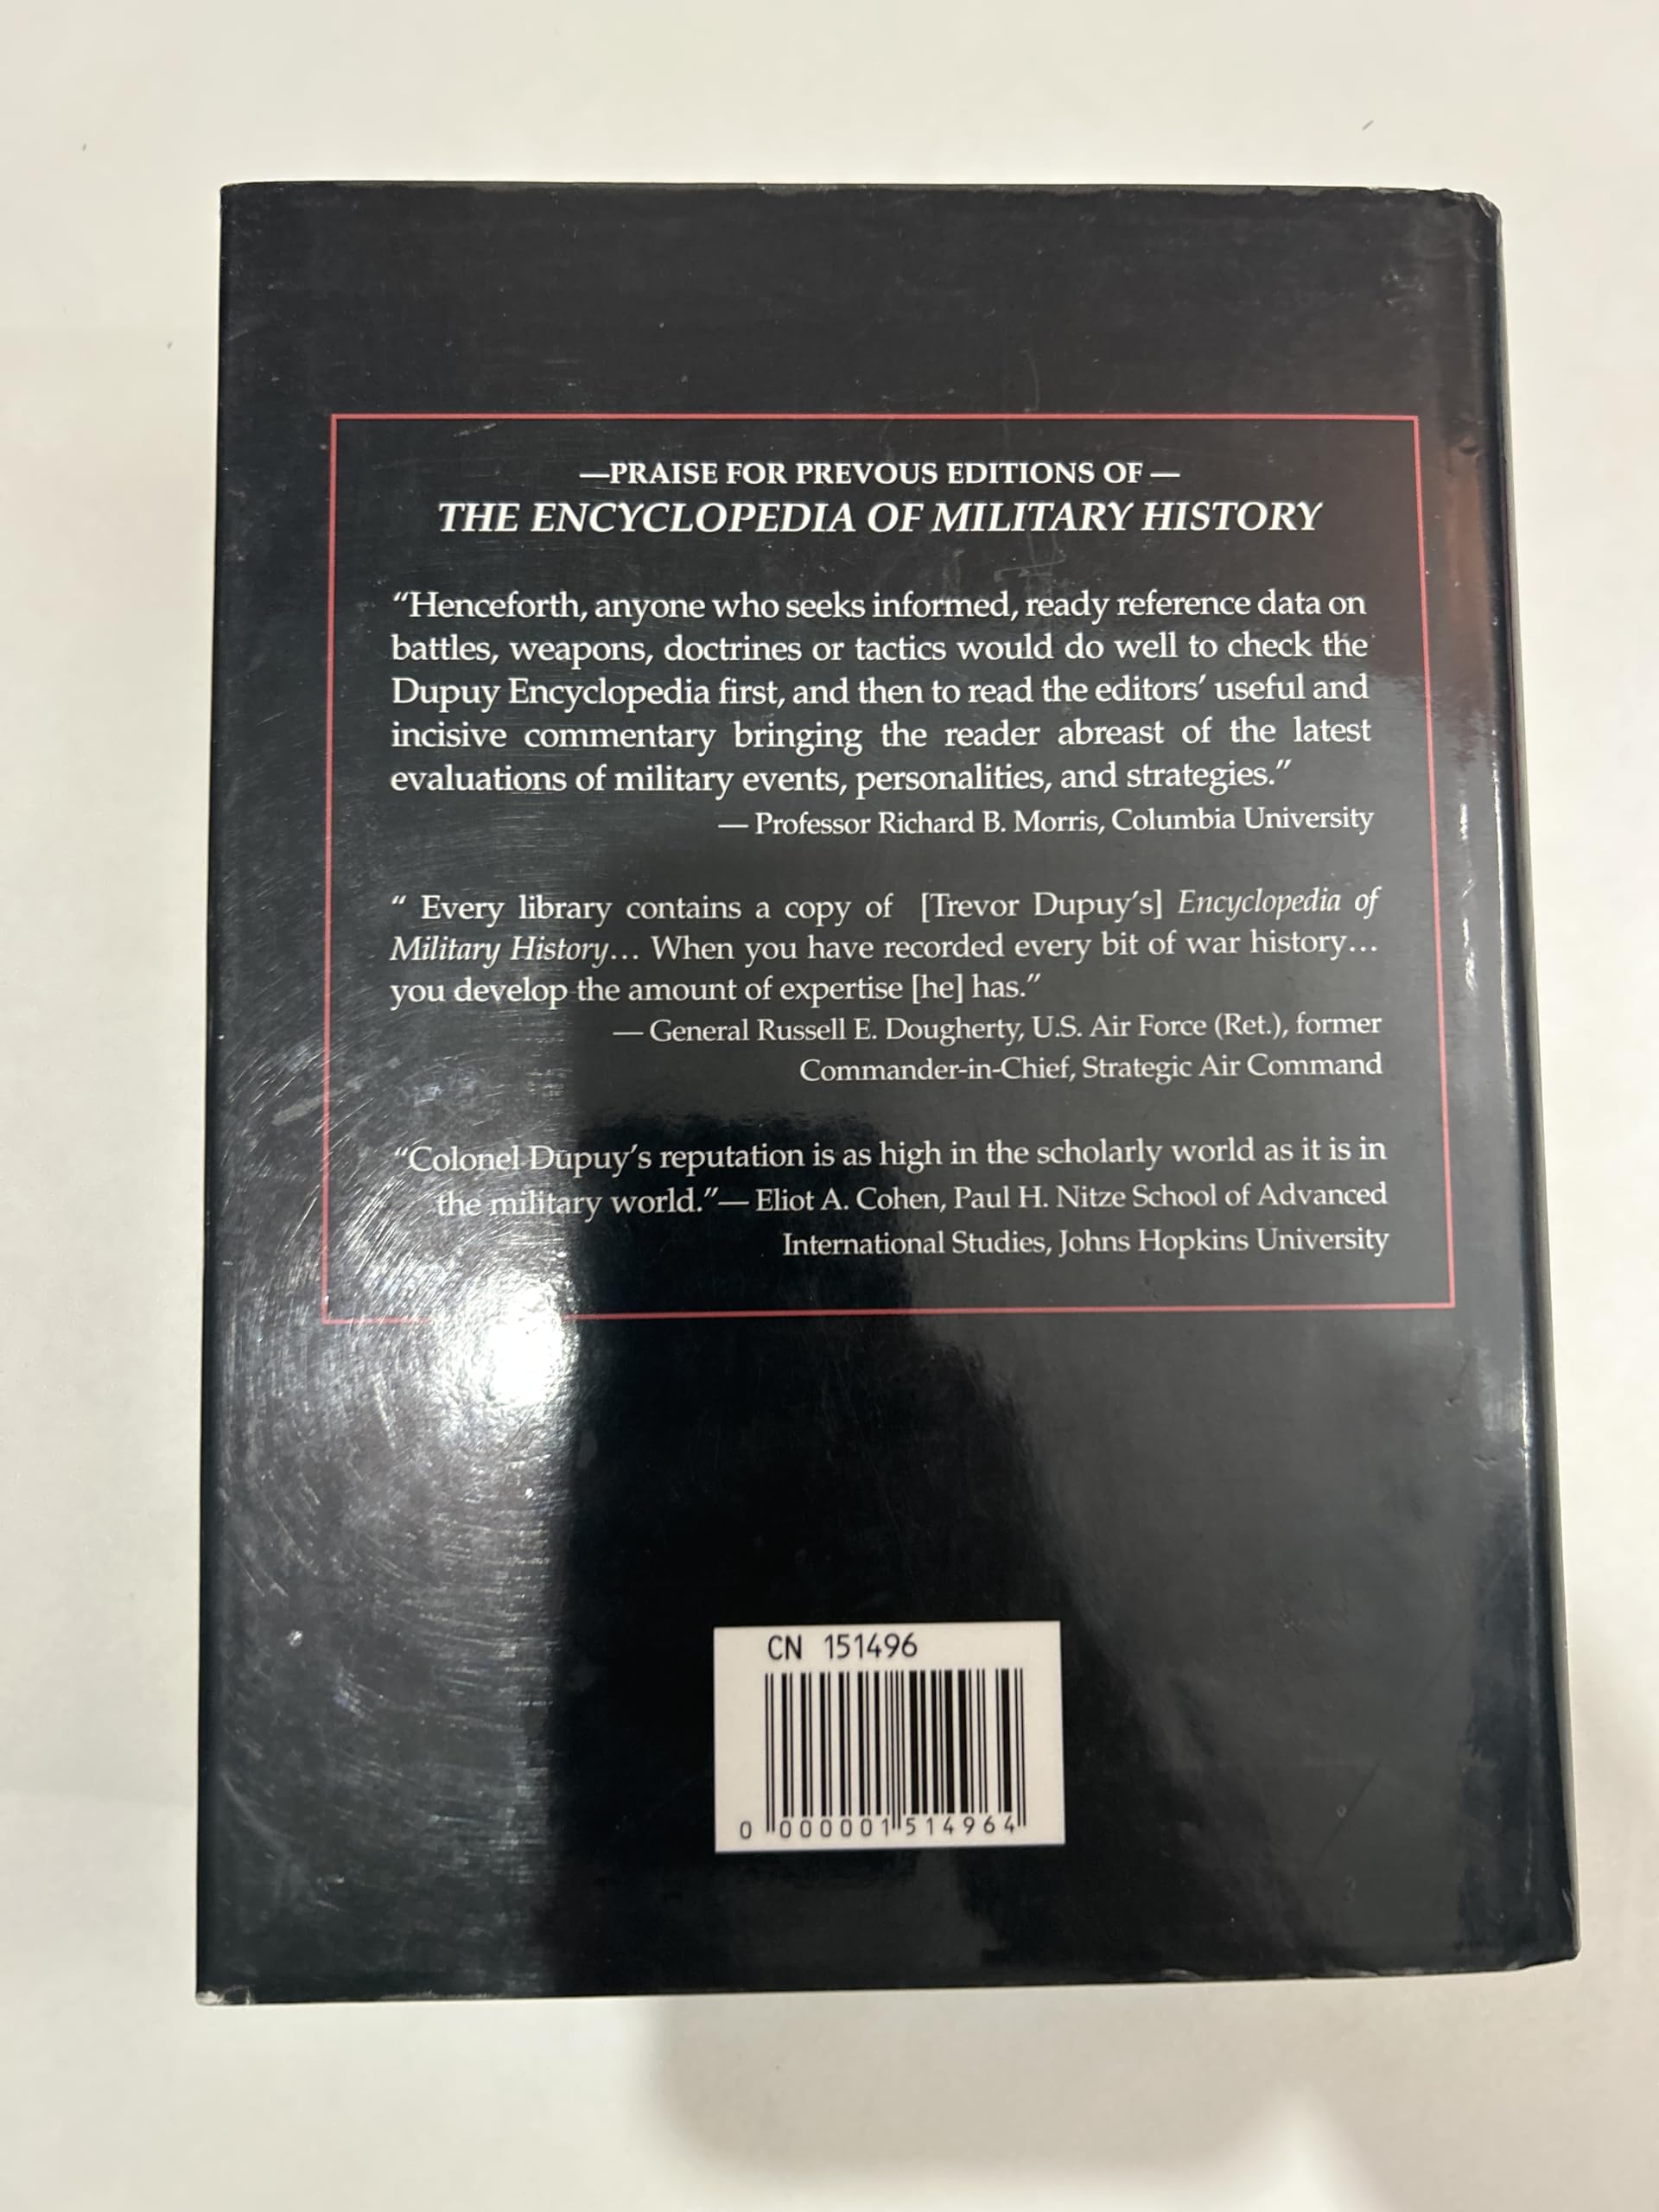 —PRAISE FOR PREVOUS EDITIONS OF —
THE ENCYCLOPEDIA OF MILITARY HISTORY
“Henceforth, anyone who seeks informed, ready reference data on
battles, weapons, doctrines or tactics would do well to check the
Dupuy Encyclopedia first, and then to read the editors’ useful and
incisive commentary bringing the reader abreast of the latest
evaluations of military events, personalities, and strategies.”
— Professor Richard B. Morris, Columbia University
“ Every library contains a copy of [Trevor Dupuy’s] Encyclopedia of
Military History... When you have recorded every bit of war history...
you develop the amount of expertise [he] has.”
— General Russell E. Dougherty, U.S. Air Force (Ret.), former
Commander-in-Chief, Strategic Air Command
“Colonel Dupuy’s reputation is as high in the scholarly world as it is in
the military world.”— Eliot A. Cohen, Paul H. Nitze School of Advanced
International Studies, Johns Hopkins University
CN 151496
0 000001 514964